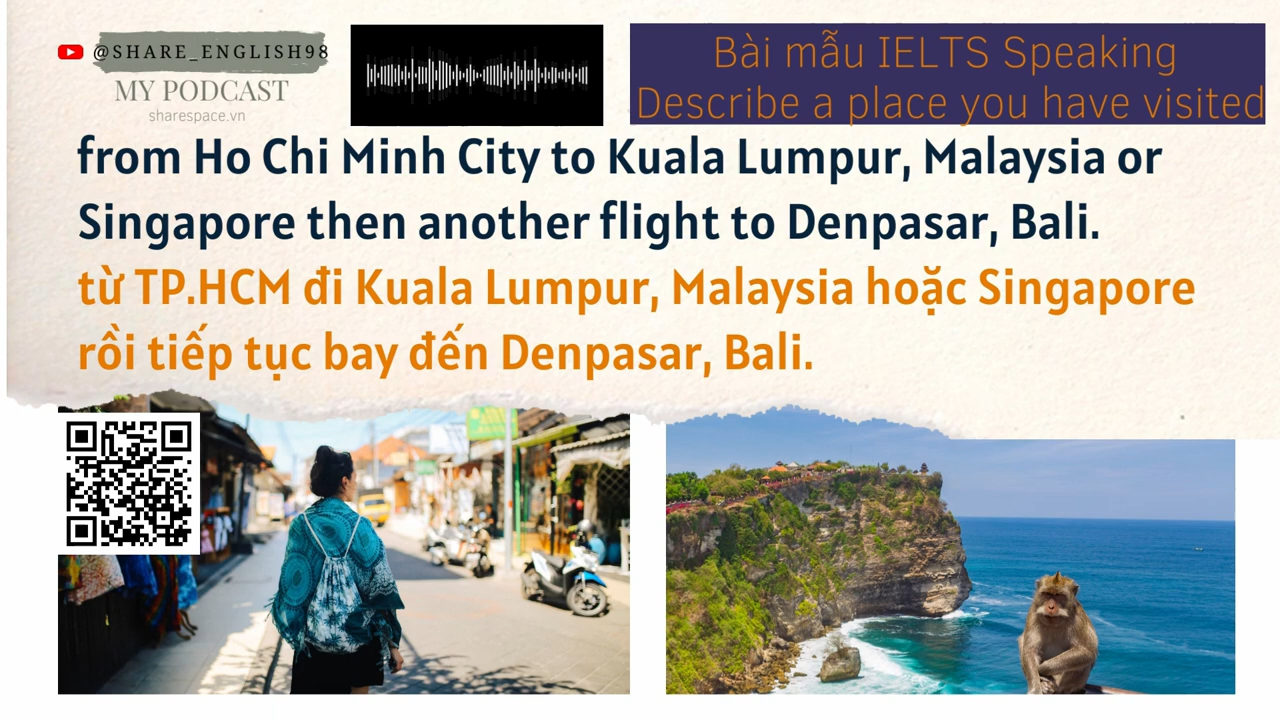 @SHARE_ENGLISH98
MY PODCAST
sharespace.vn
Bài mẫu IELTS Speaking
Describe a place you have visited
from Ho Chi Minh City to Kuala Lumpur, Malaysia or
Singapore then another flight to Denpasar, Bali.
từ TP.HCM đi Kuala Lumpur, Malaysia hoặc Singapore
rồi tiếp tục bay đến Denpasar, Bali.